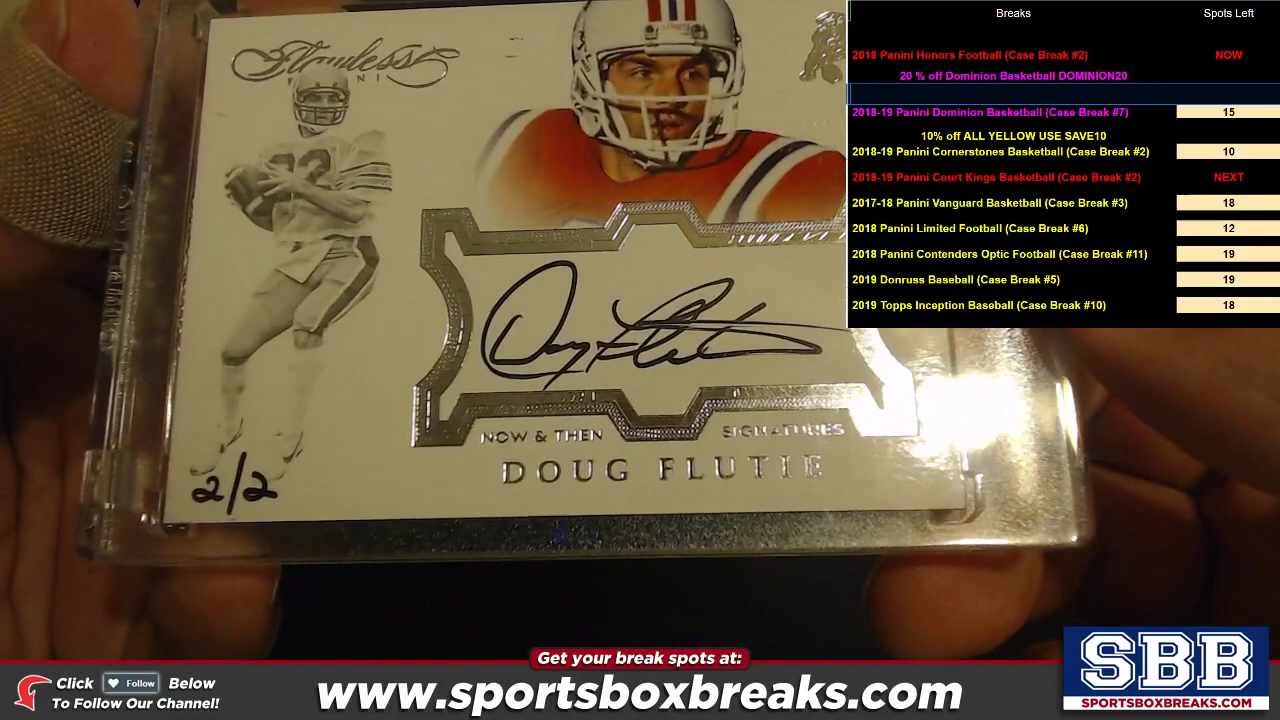 Flawless
PANINI
22
NOW & THEN SIGNATURES
DOUG FLUTIE
2/2
Breaks Spots Left
2018 Panini Honors Football (Case Break #2) NOW
20 % off Dominion Basketball DOMINION20
2018-19 Panini Dominion Basketball (Case Break #7) 15
10% off ALL YELLOW USE SAVE10
2018-19 Panini Cornerstones Basketball (Case Break #2) 10
2018-19 Panini Court Kings Basketball (Case Break #2) NEXT
2017-18 Panini Vanguard Basketball (Case Break #3) 18
2018 Panini Limited Football (Case Break #6) 12
2018 Panini Contenders Optic Football (Case Break #11) 19
2019 Donruss Baseball (Case Break #5) 19
2019 Topps Inception Baseball (Case Break #10) 18
Get your break spots at:
Click Follow Below
To Follow Our Channel!
www.sportsboxbreaks.com
SBB
SPORTSBOXBREAKS.COM